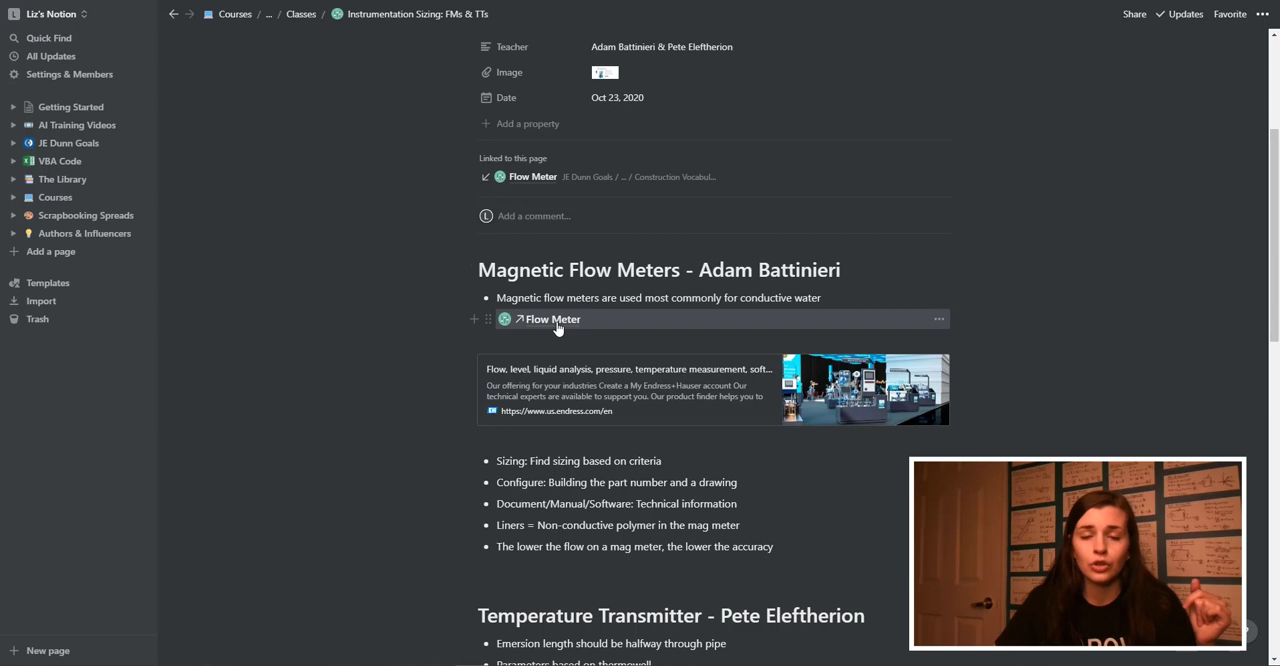 L Liz's Notion
Courses / ... / Classes / Instrumentation Sizing: FMs & TTs
Share Updates Favorite
Quick Find
All Updates
Settings & Members
Getting Started
AI Training Videos
JE Dunn Goals
VBA Code
The Library
Courses
Scrapbooking Spreads
Authors & Influencers
Add a page
Templates
Import
Trash
New page
Teacher Adam Battinieri & Pete Eleftherion
Image
Date Oct 23, 2020
Add a property
Linked to this page
Flow Meter JE Dunn Goals / ... / Construction Vocabul...
L Add a comment...
Magnetic Flow Meters - Adam Battinieri
Magnetic flow meters are used most commonly for conductive water
Flow Meter
Flow, level, liquid analysis, pressure, temperature measurement, soft...
Our offering for your industries Create a My Endress+Hauser account Our
technical experts are available to support you. Our product finder helps you to
https://www.us.endress.com/en
Sizing: Find sizing based on criteria
Configure: Building the part number and a drawing
Document/Manual/Software: Technical information
Liners = Non-conductive polymer in the mag meter
The lower the flow on a mag meter, the lower the accuracy
Temperature Transmitter - Pete Eleftherion
Emersion length should be halfway through pipe
Parameters based on thermowell